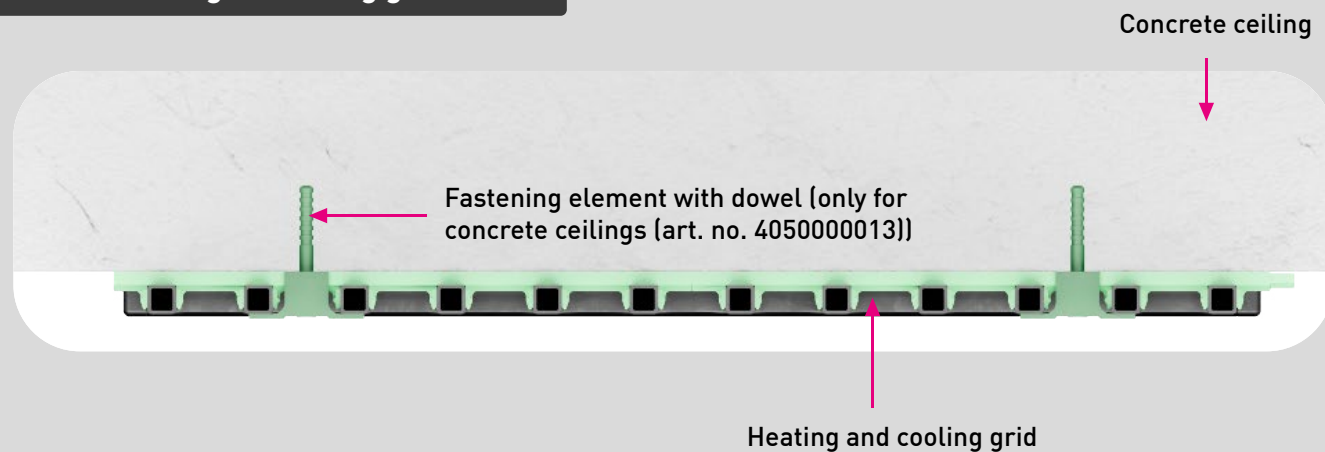 Concrete ceiling
Fastening element with dowel (only for
concrete ceilings (art. no. 4050000013))
Heating and cooling grid